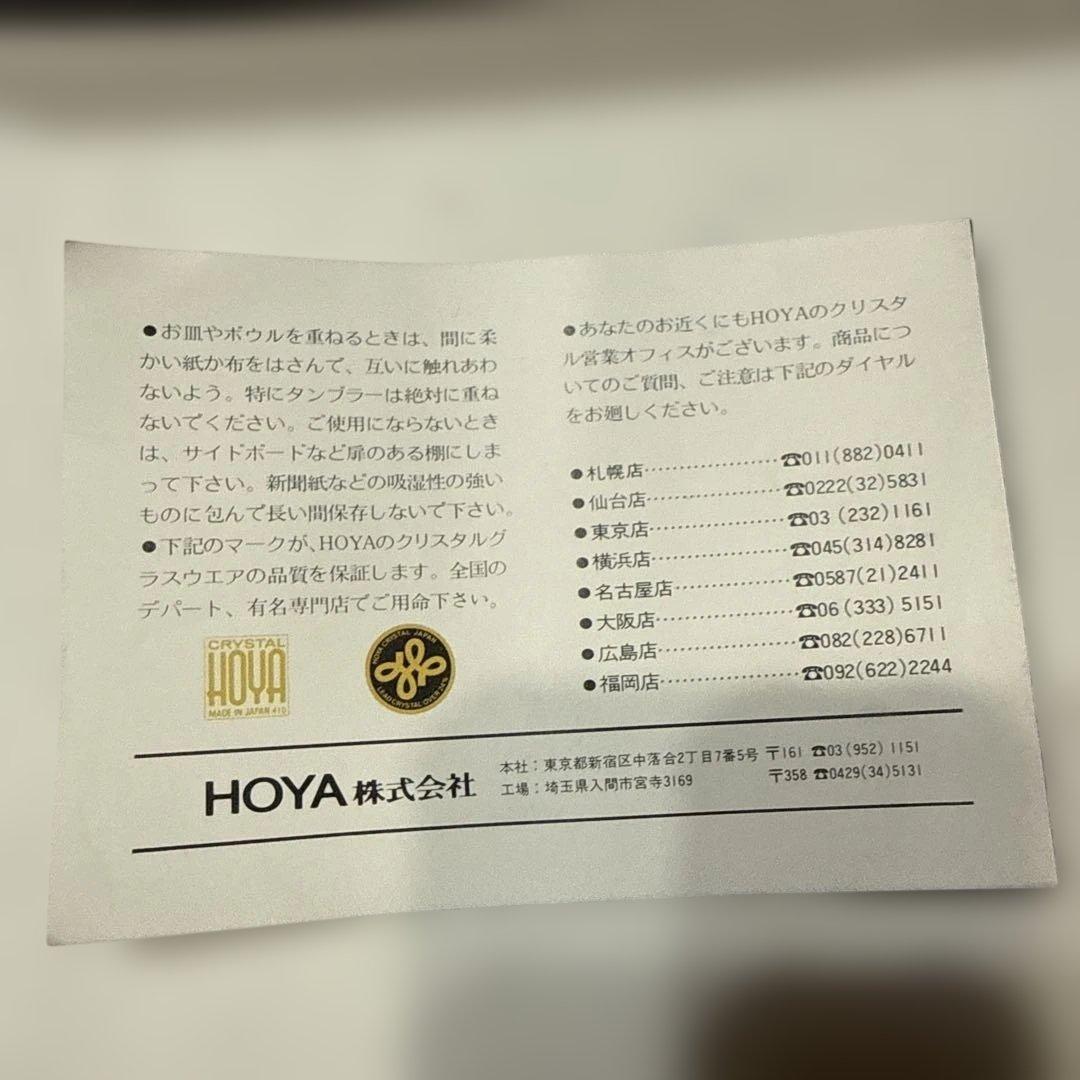 ●お皿やボウルを重ねるときは、間に柔
かい紙か布をはさんで、互いに触れあわ
ないよう。特にタンブラーは絶対に重ね
ないでください。ご使用にならないとき
は、サイドボードなど扉のある棚にしま
って下さい。新聞紙などの吸湿性の強い
ものに包んで長い間保存しないで下さい。
●下記のマークが、HOYAのクリスタルグ
ラスウエアの品質を保証します。全国の
デパート、有名専門店でご用命下さい。
CRYSTAL
HOYA
MADE IN JAPAN 410
HOYA CRYSTAL JAPAN
LEAD CRYSTAL OVER 24%
●あなたのお近くにもHOYAのクリスタ
ル営業オフィスがございます。商品につ
いてのご質問、ご注意は下記のダイヤル
をお廻しください。
●札幌店··················☎011(882)0411
●仙台店··················☎0222(32)5831
●東京店··················☎03 (232)1161
●横浜店··················☎045(314)8281
●名古屋店···············☎0587(21)2411
●大阪店··················☎06 (333) 5151
●広島店··················☎082(228)6711
●福岡店··················☎092(622)2244
HOYA株式会社
本社：東京都新宿区中落合2丁目7番5号 〒161 ☎03(952) 1151
工場：埼玉県入間市宮寺3169 〒358 ☎0429(34)5131